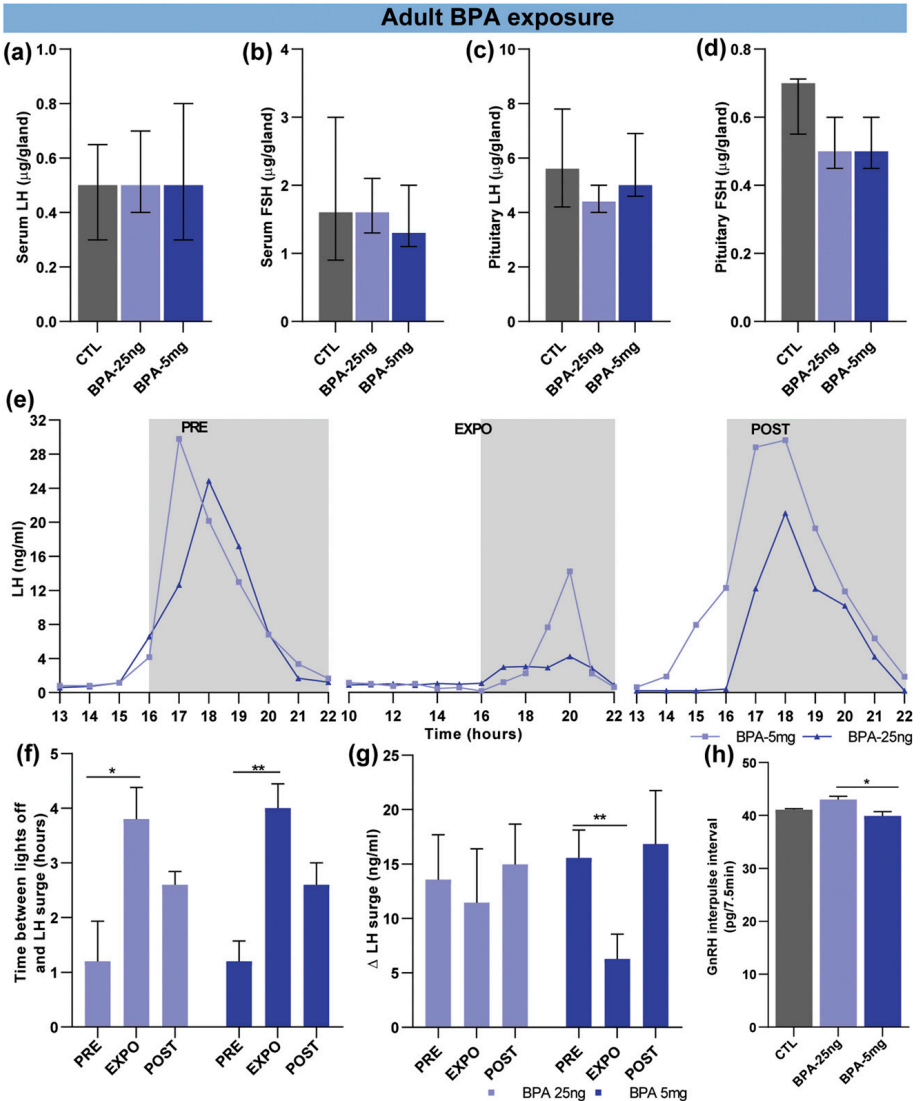 Adult BPA exposure
(a)
Serum LH (µg/gland)
1.0
0.8
0.6
0.4
0.2
0.0
CTL
BPA-25ng
BPA-5mg
(b)
Serum FSH (µg/gland)
4
3
2
1
0
CTL
BPA-25ng
BPA-5mg
(c)
Pituitary LH (µg/gland)
10
8
6
4
2
0
CTL
BPA-25ng
BPA-5mg
(d)
Pituitary FSH (µg/gland)
0.8
0.6
0.4
0.2
0.0
CTL
BPA-25ng
BPA-5mg
(e)
LH (ng/ml)
32
28
24
20
16
12
8
4
0
PRE
EXPO
POST
13 14 15 16 17 18 19 20 21 22
10 12 14 16 18 20 22
13 14 15 16 17 18 19 20 21 22
Time (hours)
BPA-5mg BPA-25ng
(f)
Time between lights off
and LH surge (hours)
5
4
3
2
1
0
*
**
PRE
EXPO
POST
PRE
EXPO
POST
(g)
Δ LH surge (ng/ml)
25
20
15
10
5
0
**
PRE
EXPO
POST
PRE
EXPO
POST
BPA 25ng BPA 5mg
(h)
GnRH interpulse interval
(pg/7.5min)
50
40
30
20
10
0
*
CTL
BPA-25ng
BPA-5mg